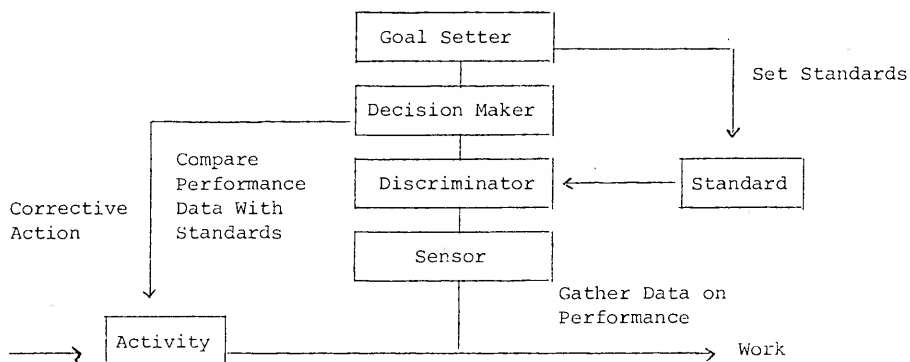 Goal Setter
Set Standards
Decision Maker
Compare
Performance
Data With
Standards
Discriminator
Standard
Corrective
Action
Sensor
Gather Data on
Performance
Activity
Work